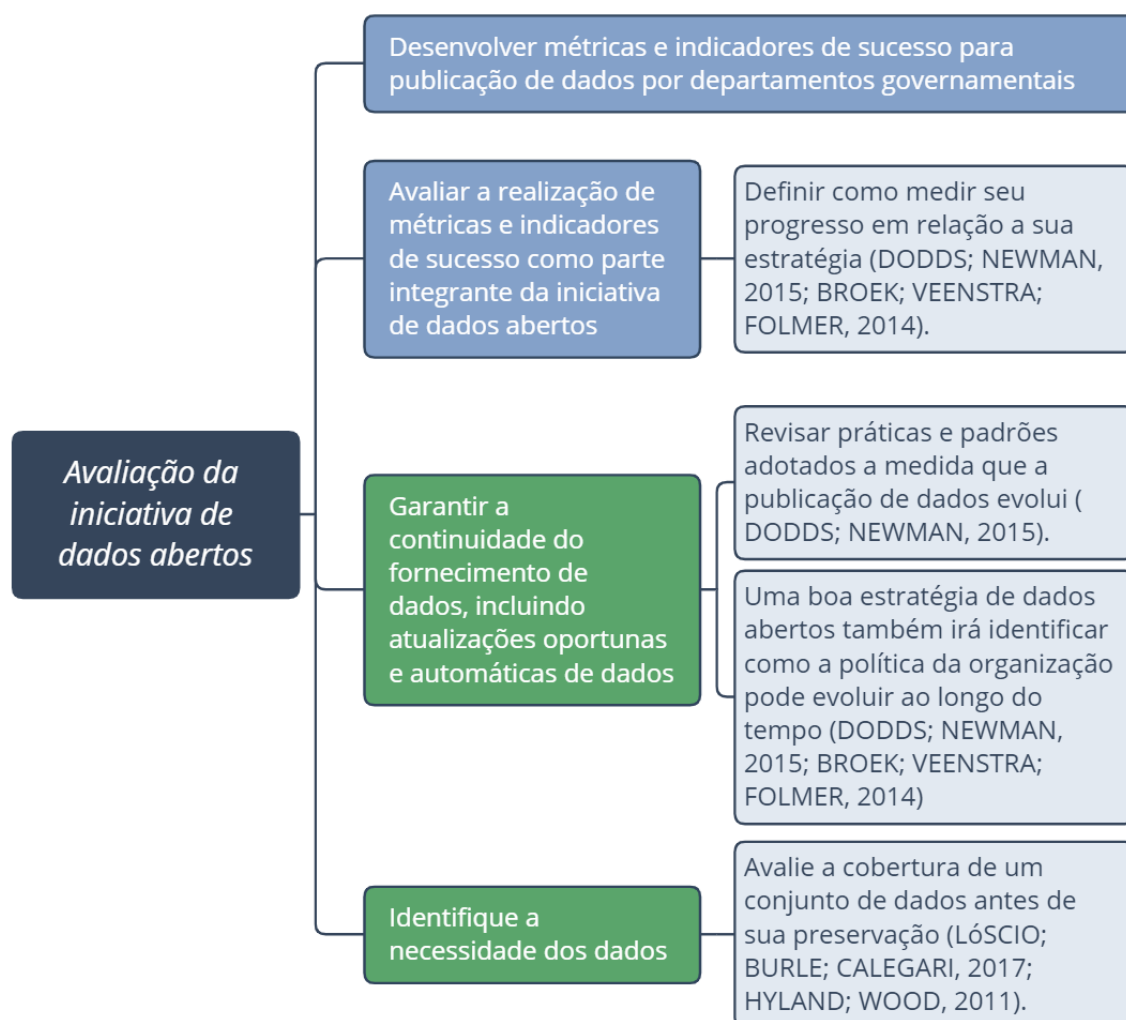 Avaliação da
iniciativa de
dados abertos
Desenvolver métricas e indicadores de sucesso para
publicação de dados por departamentos governamentais
Avaliar a realização de
métricas e indicadores
de sucesso como parte
integrante da iniciativa
de dados abertos
Definir como medir seu
progresso em relação a sua
estratégia (DODDS; NEWMAN,
2015; BROEK; VEENSTRA;
FOLMER, 2014).
Garantir a
continuidade do
fornecimento de
dados, incluindo
atualizações oportunas
e automáticas de dados
Revisar práticas e padrões
adotados a medida que a
publicação de dados evolui (
DODDS; NEWMAN, 2015).
Uma boa estratégia de dados
abertos também irá identificar
como a política da organização
pode evoluir ao longo do
tempo (DODDS; NEWMAN,
2015; BROEK; VEENSTRA;
FOLMER, 2014)
Identifique a
necessidade dos dados
Avalie a cobertura de um
conjunto de dados antes de
sua preservação (LóSCIO;
BURLE; CALEGARI, 2017;
HYLAND; WOOD, 2011).